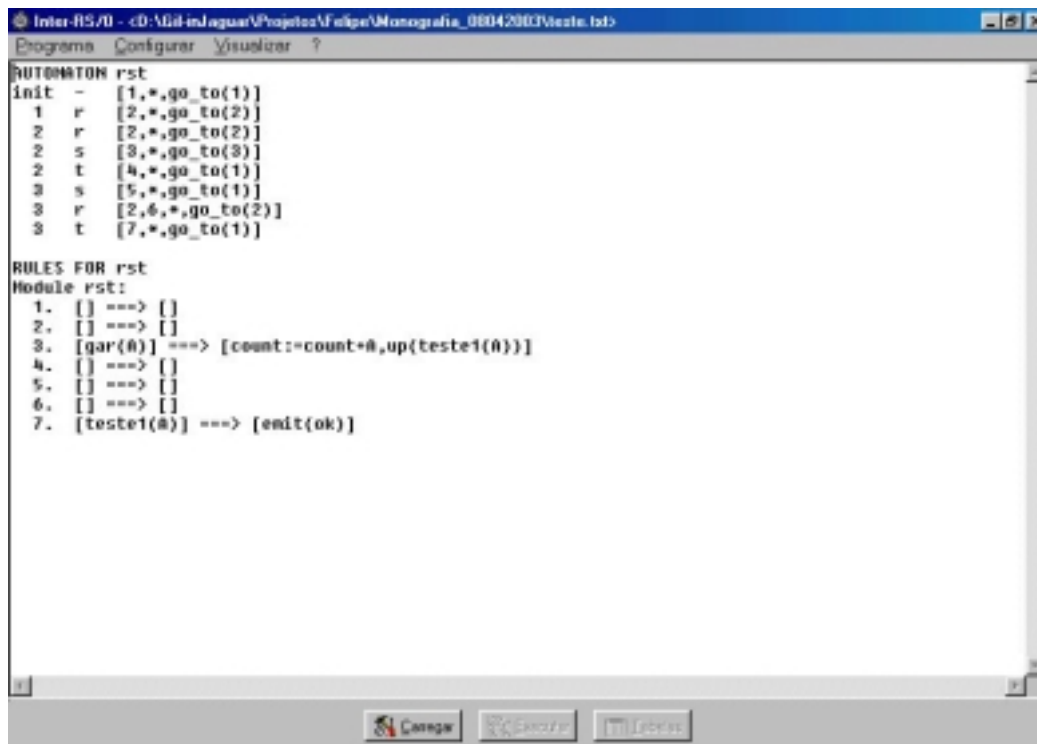 Inter-RS/0 - <D:\Gil-inJaguar\Projetos\Felipe\Monografia_08042003\teste.txt>
Programa Configurar Visualizar ?
AUTOMATON rst
init - [1,*,go_to(1)]
1 r [2,*,go_to(2)]
2 r [2,*,go_to(2)]
2 s [3,*,go_to(3)]
2 t [4,*,go_to(1)]
3 s [5,*,go_to(1)]
3 r [2,6,*,go_to(2)]
3 t [7,*,go_to(1)]
RULES FOR rst
Module rst:
1. [] ===> []
2. [] ===> []
3. [gar(A)] ===> [count:=count+A,up(teste1(A))]
4. [] ===> []
5. [] ===> []
6. [] ===> []
7. [teste1(A)] ===> [emit(ok)]
Carregar Executar Tabelas